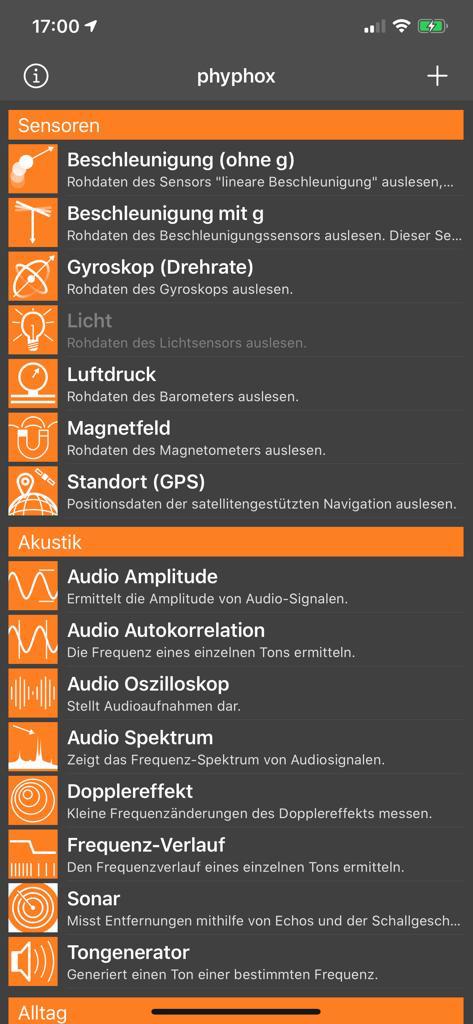 17:00
phyphox
Sensoren
Beschleunigung (ohne g)
Rohdaten des Sensors "lineare Beschleunigung" auslesen,...
Beschleunigung mit g
Rohdaten des Beschleunigungssensors auslesen. Dieser Se...
Gyroskop (Drehrate)
Rohdaten des Gyroskops auslesen.
Licht
Rohdaten des Lichtsensors auslesen.
Luftdruck
Rohdaten des Barometers auslesen.
Magnetfeld
Rohdaten des Magnetometers auslesen.
Standort (GPS)
Positionsdaten der satellitengestützten Navigation auslesen.
Akustik
Audio Amplitude
Ermittelt die Amplitude von Audio-Signalen.
Audio Autokorrelation
Die Frequenz eines einzelnen Tons ermitteln.
Audio Oszilloskop
Stellt Audioaufnahmen dar.
Audio Spektrum
Zeigt das Frequenz-Spektrum von Audiosignalen.
Dopplereffekt
Kleine Frequenzänderungen des Dopplereffekts messen.
Frequenz-Verlauf
Den Frequenzverlauf eines einzelnen Tons ermitteln.
Sonar
Misst Entfernungen mithilfe von Echos und der Schallgesch...
Tongenerator
Generiert einen Ton einer bestimmten Frequenz.
Alltag